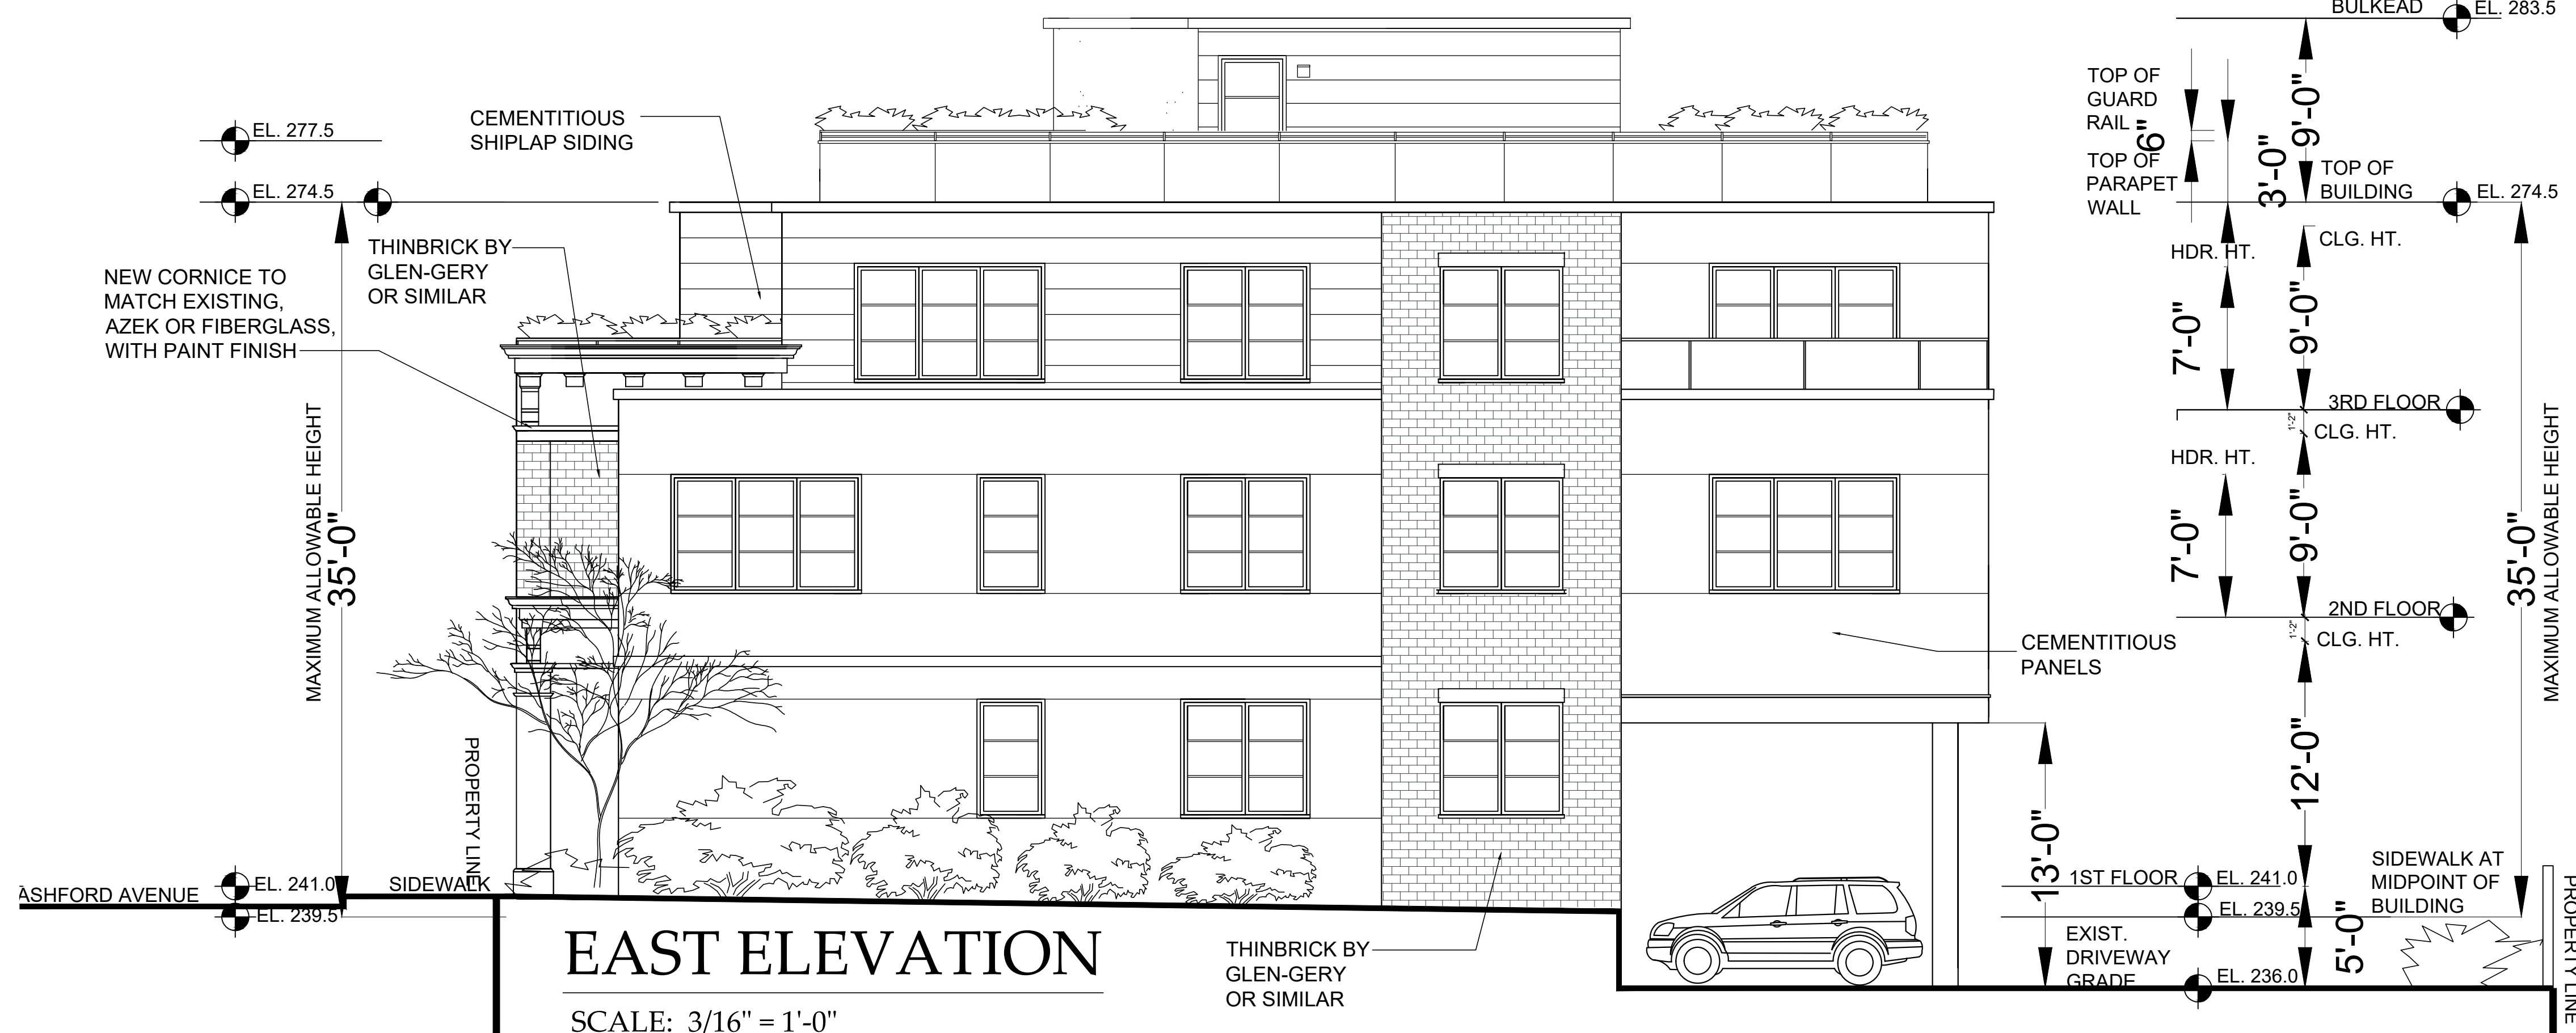 BULKEAD
EL. 283.5
TOP OF
GUARD
RAIL
6"
TOP OF
PARAPET
WALL
9'-0"
3'-0"
TOP OF
BUILDING
EL. 274.5
EL. 277.5
EL. 274.5
CEMENTITIOUS
SHIPLAP SIDING
THINBRICK BY
GLEN-GERY
OR SIMILAR
NEW CORNICE TO
MATCH EXISTING,
AZEK OR FIBERGLASS,
WITH PAINT FINISH
MAXIMUM ALLOWABLE HEIGHT
35'-0"
HDR. HT.
CLG. HT.
7'-0"
9'-0"
3RD FLOOR
1'-2"
CLG. HT.
HDR. HT.
7'-0"
9'-0"
2ND FLOOR
1'-2"
CLG. HT.
35'-0"
MAXIMUM ALLOWABLE HEIGHT
CEMENTITIOUS
PANELS
12'-0"
13'-0"
PROPERTY LINE
ASHFORD AVENUE
EL. 241.0
EL. 239.5
SIDEWALK
1ST FLOOR
EL. 241.0
EL. 239.5
SIDEWALK AT
MIDPOINT OF
BUILDING
EXIST.
DRIVEWAY
GRADE
EL. 236.0
5'-0"
PROPERTY LINE
THINBRICK BY
GLEN-GERY
OR SIMILAR
EAST ELEVATION
SCALE: 3/16" = 1'-0"